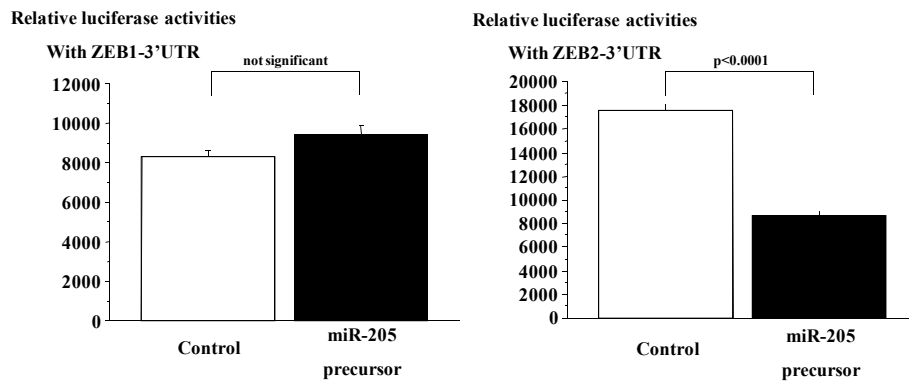 Relative luciferase activities
With ZEB1-3’UTR
not significant
12000
10000
8000
6000
4000
2000
0
Control
miR-205
precursor
Relative luciferase activities
With ZEB2-3’UTR
p<0.0001
20000
18000
16000
14000
12000
10000
8000
6000
4000
2000
0
Control
miR-205
precursor